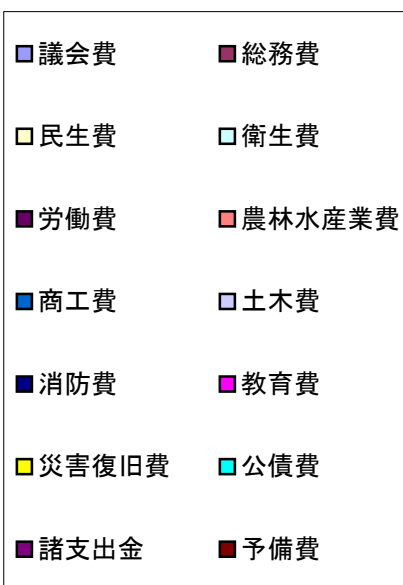 議会費 総務費
民生費 衛生費
労働費 農林水産業費
商工費 土木費
消防費 教育費
災害復旧費 公債費
諸支出金 予備費